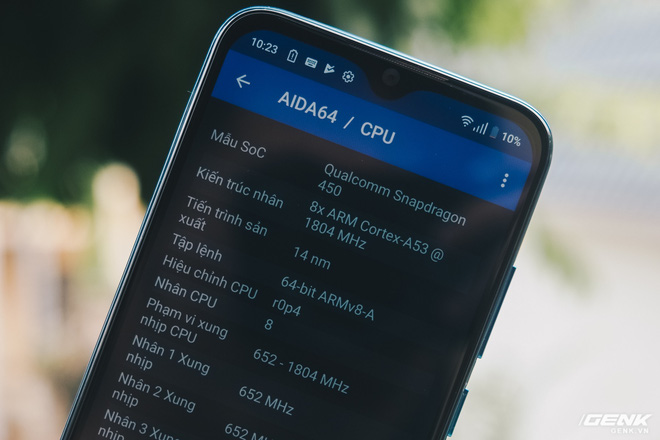 10:23
10%
AIDA64 / CPU
Mẫu SoC
Qualcomm Snapdragon
450
Kiến trúc nhân
8x ARM Cortex-A53 @
1804 MHz
Tiến trình sản
xuất
14 nm
Tập lệnh
64-bit ARMv8-A
Hiệu chỉnh CPU
r0p4
Nhân CPU
8
Phạm vi xung
nhịp CPU
652 - 1804 MHz
Nhân 1 Xung
nhịp
652 MHz
Nhân 2 Xung
nhịp
652 MHz
Nhân 3 Xung
nhịp
652
GENK
GENK.VN